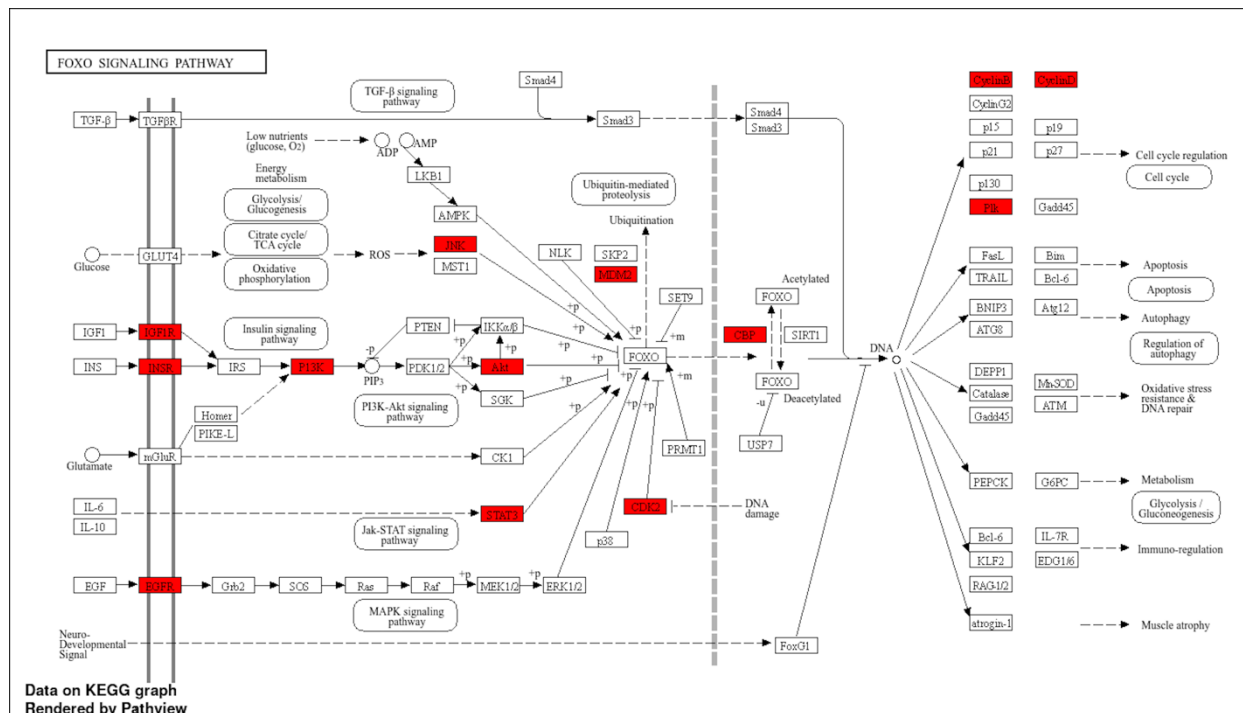 FOXO SIGNALING PATHWAY
TGF-β signaling
pathway
Smad4
TGF-β
TGFβR
Smad3
Smad4
Smad3
Low nutrients
(glucose, O2)
ADP
AMP
LKB1
AMPK
Energy
metabolism
Glycolysis/
Glucogenesis
Citrate cycle/
TCA cycle
Oxidative
phosphorylation
Glucose
GLUT4
ROS
JNK
MST1
NLK
Ubiquitin-mediated
proteolysis
Ubiquitination
SKP2
MDM2
SET9
+p
+p
+p
+m
IGF1
IGF1R
INS
INSR
IRS
Insulin signaling
pathway
PI3K
PTEN
-p
PIP3
PDK1/2
+p
+p
+p
IKKα/β
+p
Akt
SGK
+p
+p
+p
+p
+p
+p
+m
FOXO
PI3K-Akt signaling
pathway
Homer
PIKE-L
Glutamate
mGluR
CK1
PRMT1
IL-6
IL-10
STAT3
Jak-STAT signaling
pathway
p38
CDK2
DNA
damage
EGF
EGFR
Grb2
SOS
Ras
Raf
+p
MEK1/2
+p
ERK1/2
MAPK signaling
pathway
Neuro-
Developmental
Signal
FoxG1
Acetylated
FOXO
CBP
SIRT1
FOXO
Deacetylated
-u
USP7
DNA
CyclinB
CyclinD
CyclinG2
p15
p19
p21
p27
Cell cycle regulation
Cell cycle
p130
Plk
Gadd45
FasL
Bim
Apoptosis
TRAIL
Bcl-6
Apoptosis
BNIP3
Atg12
Autophagy
ATG8
Regulation of
autophagy
DEPP1
Mn-SOD
Catalase
ATM
Oxidative stress
resistance &
DNA repair
Gadd45
PEPCK
G6PC
Metabolism
Glycolysis /
Gluconeogenesis
Bcl-6
IL-7R
KLF2
EDG1/6
Immuno-regulation
RAG-1/2
atrogin-1
Muscle atrophy
Data on KEGG graph
Rendered by Pathview